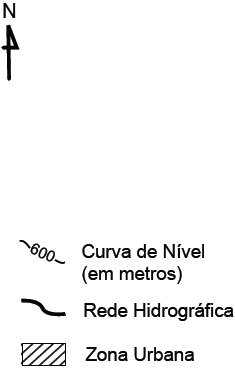 N
600
Curva de Nível
(em metros)
Rede Hidrográfica
Zona Urbana